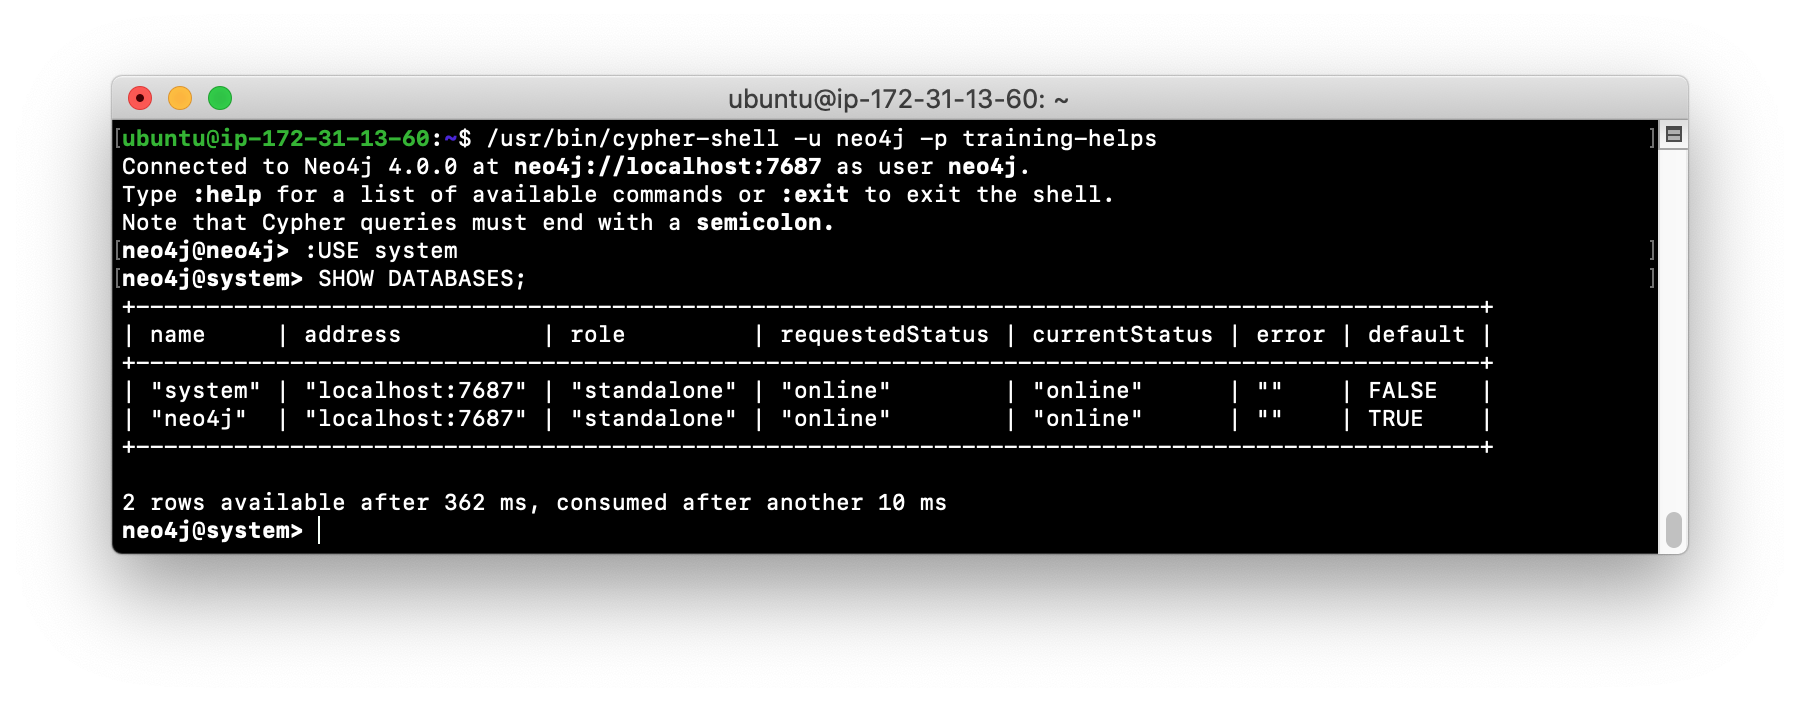 ubuntu@ip-172-31-13-60: ~
[ubuntu@ip-172-31-13-60:~$ /usr/bin/cypher-shell -u neo4j -p training-helps ]
Connected to Neo4j 4.0.0 at neo4j://localhost:7687 as user neo4j.
Type :help for a list of available commands or :exit to exit the shell.
Note that Cypher queries must end with a semicolon.
[neo4j@neo4j> :USE system ]
[neo4j@system> SHOW DATABASES; ]
+-------------------------------------------------------------------------------------------------+
| name     | address          | role         | requestedStatus | currentStatus | error | default |
+-------------------------------------------------------------------------------------------------+
| "system" | "localhost:7687" | "standalone" | "online"        | "online"      | ""    | FALSE   |
| "neo4j"  | "localhost:7687" | "standalone" | "online"        | "online"      | ""    | TRUE    |
+-------------------------------------------------------------------------------------------------+
2 rows available after 362 ms, consumed after another 10 ms
neo4j@system>